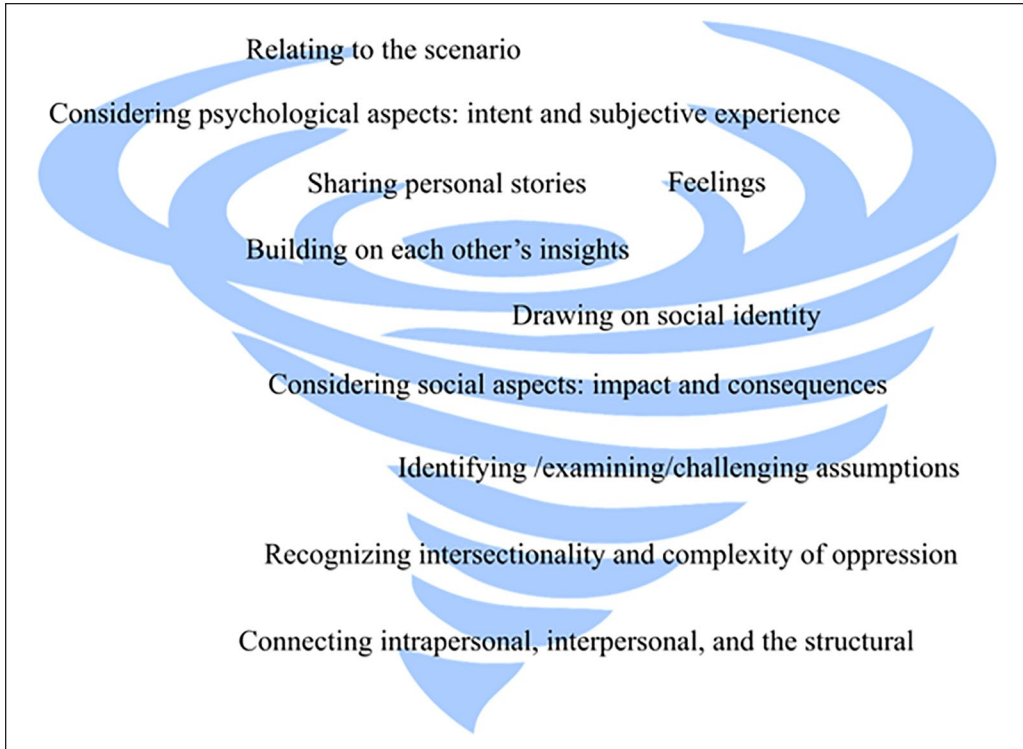 Relating to the scenario
Considering psychological aspects: intent and subjective experience
Sharing personal stories
Feelings
Building on each other’s insights
Drawing on social identity
Considering social aspects: impact and consequences
Identifying /examining/challenging assumptions
Recognizing intersectionality and complexity of oppression
Connecting intrapersonal, interpersonal, and the structural